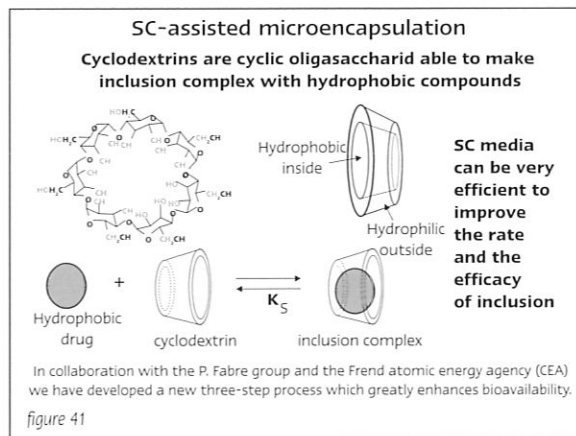 SC-assisted microencapsulation
Cyclodextrins are cyclic oligosaccharid able to make
inclusion complex with hydrophobic compounds
Hydrophobic
inside
Hydrophilic
outside
SC media
can be very
efficient to
improve
the rate
and the
efficacy
of inclusion
+
K_S
Hydrophobic
drug
cyclodextrin
inclusion complex
In collaboration with the P. Fabre group and the Frend atomic energy agency (CEA)
we have developed a new three-step process which greatly enhances bioavailability.
figure 41